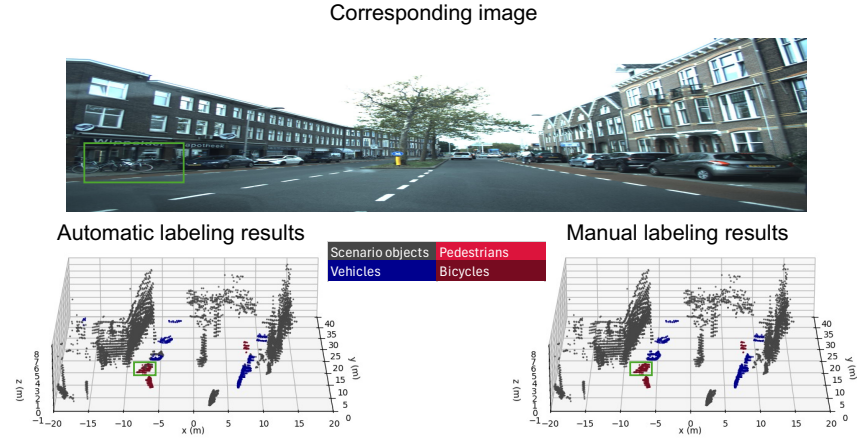 Corresponding image
Wippolder
apotheek
Automatic labeling results
Manual labeling results
Scenario objects Pedestrians
Vehicles Bicycles
z (m)
8
7
6
5
4
3
2
1
0
−1
−20 −15 −10 −5 0 5 10 15 20
x (m)
40
35
30
25
20
15
10
5
0
y (m)
z (m)
8
7
6
5
4
3
2
1
0
−1
−20 −15 −10 −5 0 5 10 15 20
x (m)
40
35
30
25
20
15
10
5
0
y (m)